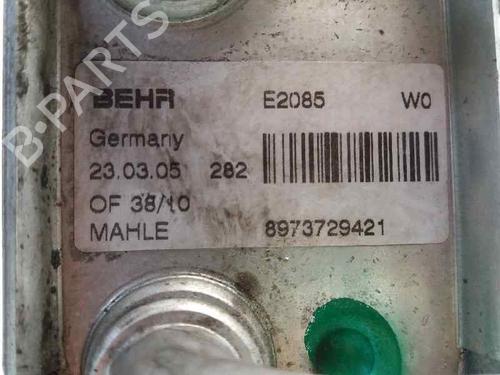 BEHR E2085 W0
Germany
23.03.05 282
OF 38/10
MAHLE 8973729421
B-PARTS